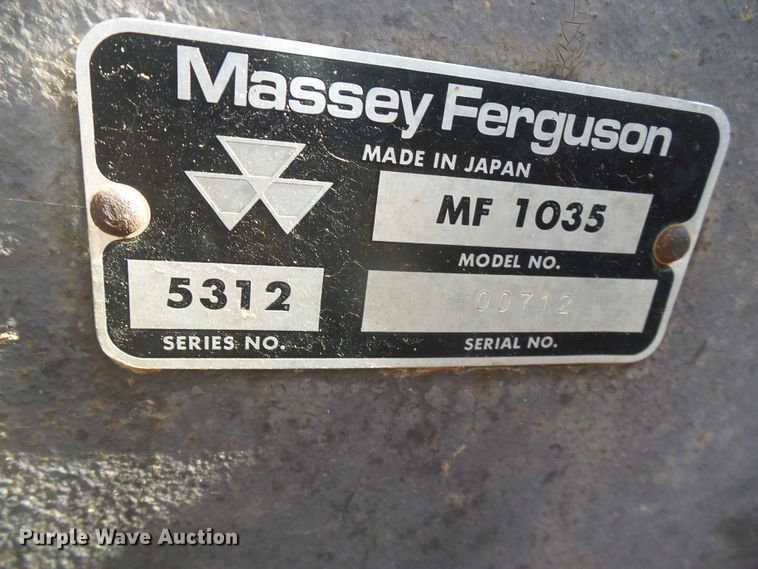 Massey Ferguson
MADE IN JAPAN
MF 1035
MODEL NO.
5312
SERIES NO.
00712
SERIAL NO.
Purple Wave Auction